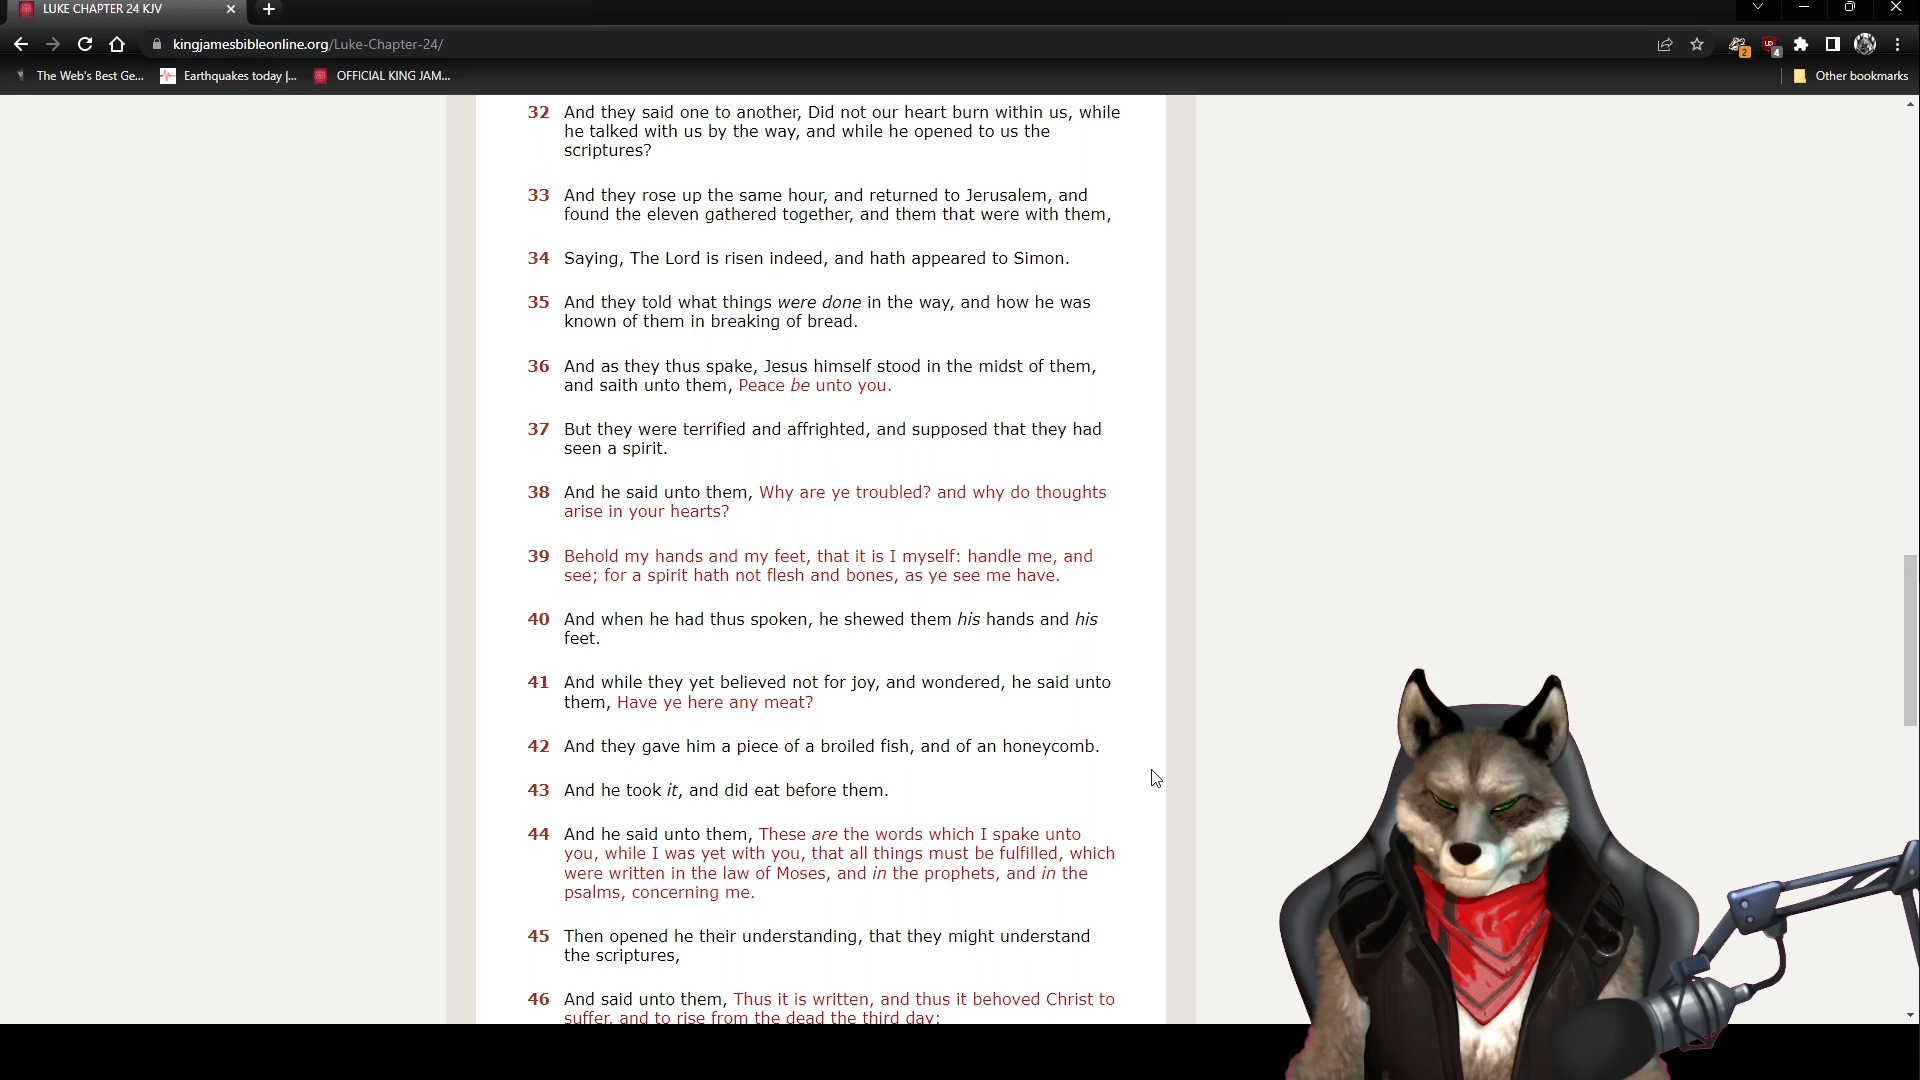 LUKE CHAPTER 24 KJV
kingjamesbibleonline.org/Luke-Chapter-24/
2
4
The Web's Best Ge...
Earthquakes today |...
OFFICIAL KING JAM...
Other bookmarks
32 And they said one to another, Did not our heart burn within us, while
he talked with us by the way, and while he opened to us the
scriptures?
33 And they rose up the same hour, and returned to Jerusalem, and
found the eleven gathered together, and them that were with them,
34 Saying, The Lord is risen indeed, and hath appeared to Simon.
35 And they told what things were done in the way, and how he was
known of them in breaking of bread.
36 And as they thus spake, Jesus himself stood in the midst of them,
and saith unto them, Peace be unto you.
37 But they were terrified and affrighted, and supposed that they had
seen a spirit.
38 And he said unto them, Why are ye troubled? and why do thoughts
arise in your hearts?
39 Behold my hands and my feet, that it is I myself: handle me, and
see; for a spirit hath not flesh and bones, as ye see me have.
40 And when he had thus spoken, he shewed them his hands and his
feet.
41 And while they yet believed not for joy, and wondered, he said unto
them, Have ye here any meat?
42 And they gave him a piece of a broiled fish, and of an honeycomb.
43 And he took it, and did eat before them.
44 And he said unto them, These are the words which I spake unto
you, while I was yet with you, that all things must be fulfilled, which
were written in the law of Moses, and in the prophets, and in the
psalms, concerning me.
45 Then opened he their understanding, that they might understand
the scriptures,
46 And said unto them, Thus it is written, and thus it behoved Christ to
suffer, and to rise from the dead the third day: